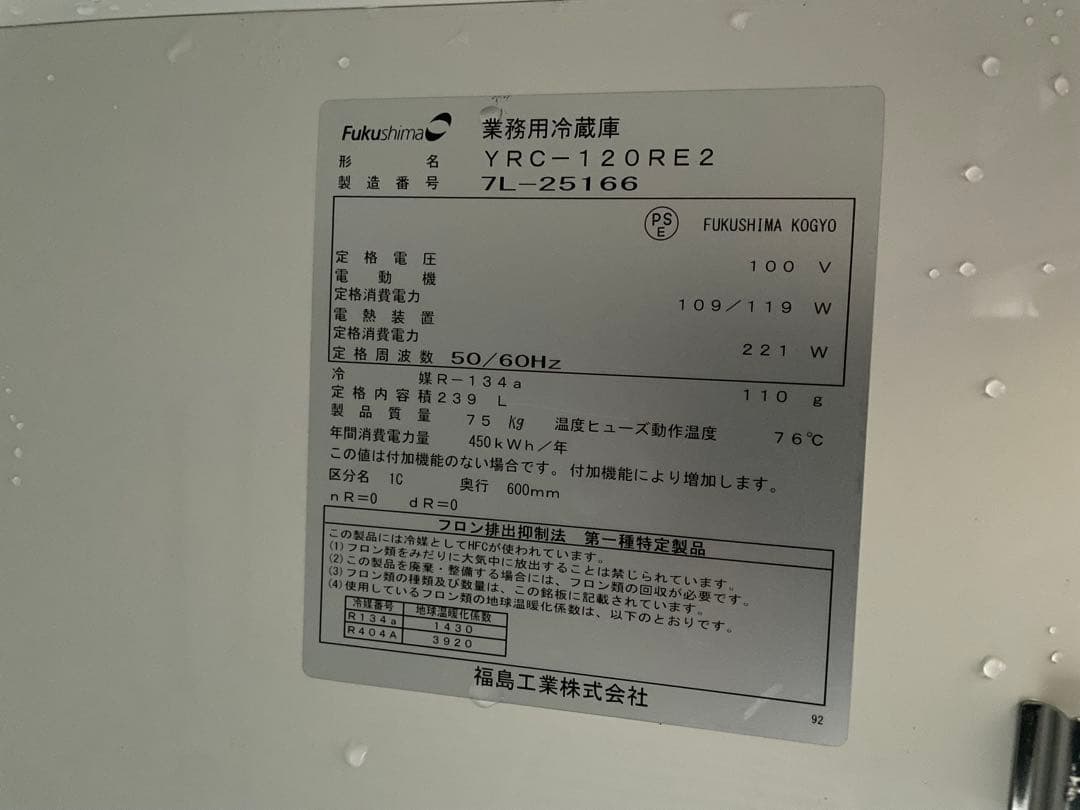 Fukushima 業務用冷蔵庫
形名 YRC-120RE2
製造番号 7L-25166
PSE FUKUSHIMA KOGYO
定格電圧 100 V
電動機
定格消費電力 109/119 W
電熱装置
定格消費電力 221 W
定格周波数 50/60Hz
冷媒 R-134a 110 g
定格内容積 239 L
製品質量 75 kg 温度ヒューズ動作温度 76℃
年間消費電力量 450kWh/年
この値は付加機能のない場合です。付加機能により増加します。
区分名 1C 奥行 600mm
nR=0 dR=0
フロン排出抑制法 第一種特定製品
この製品には冷媒としてHFCが使われています。
(1)フロン類をみだりに大気中に放出することは禁じられています。
(2)この製品を廃棄・整備する場合には、フロン類の回収が必要です。
(3)フロン類の種類及び数量は、この銘板に記載されています。
(4)使用しているフロン類の地球温暖化係数は、以下のとおりです。
冷媒番号 地球温暖化係数
R134a 1430
R404A 3920
福島工業株式会社
92